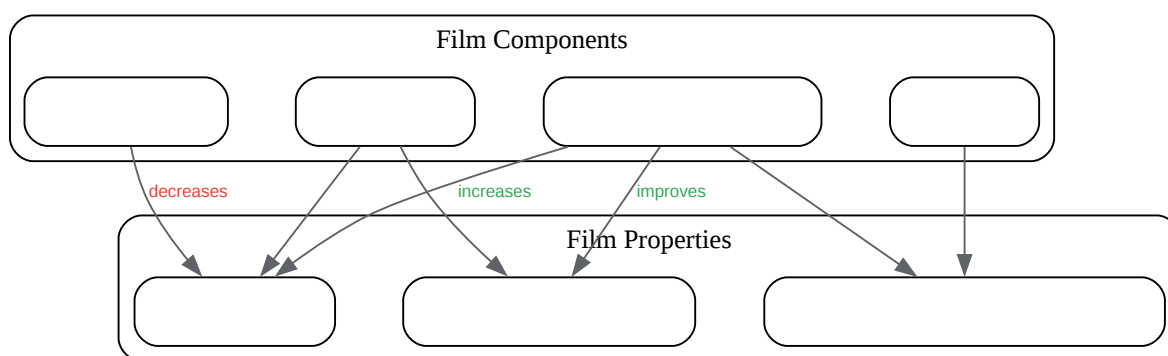 Film Components
decreases
increases
improves
Film Properties